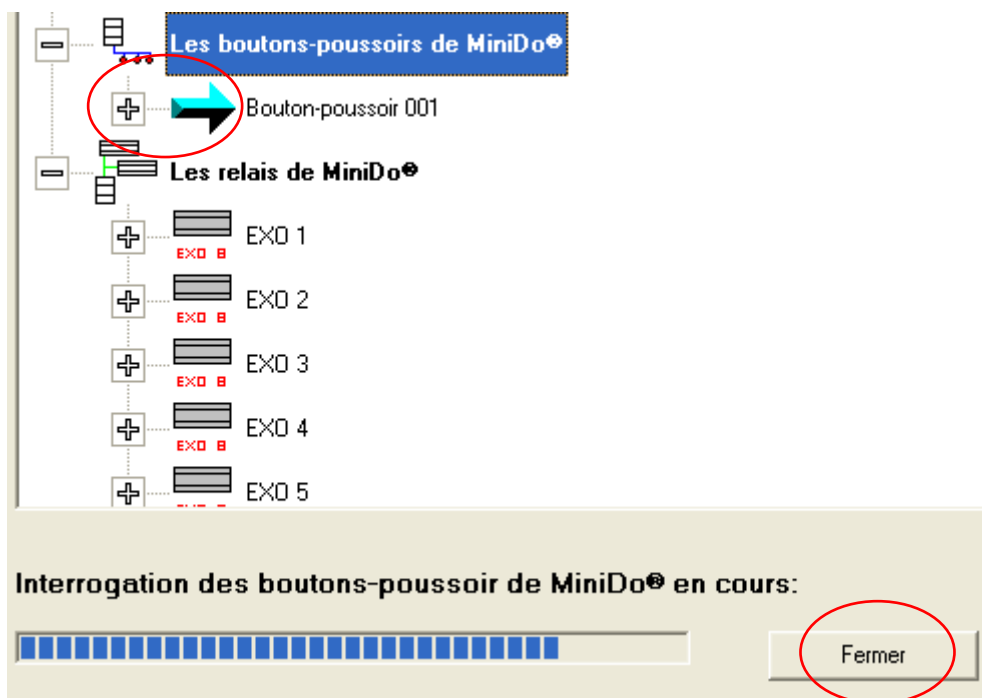 Les boutons-poussoirs de MiniDo®
Bouton-poussoir 001
Les relais de MiniDo®
EXO 1
EXO 8
EXO 2
EXO 8
EXO 3
EXO 8
EXO 4
EXO 8
EXO 5
Interrogation des boutons-poussoir de MiniDo® en cours:
Fermer